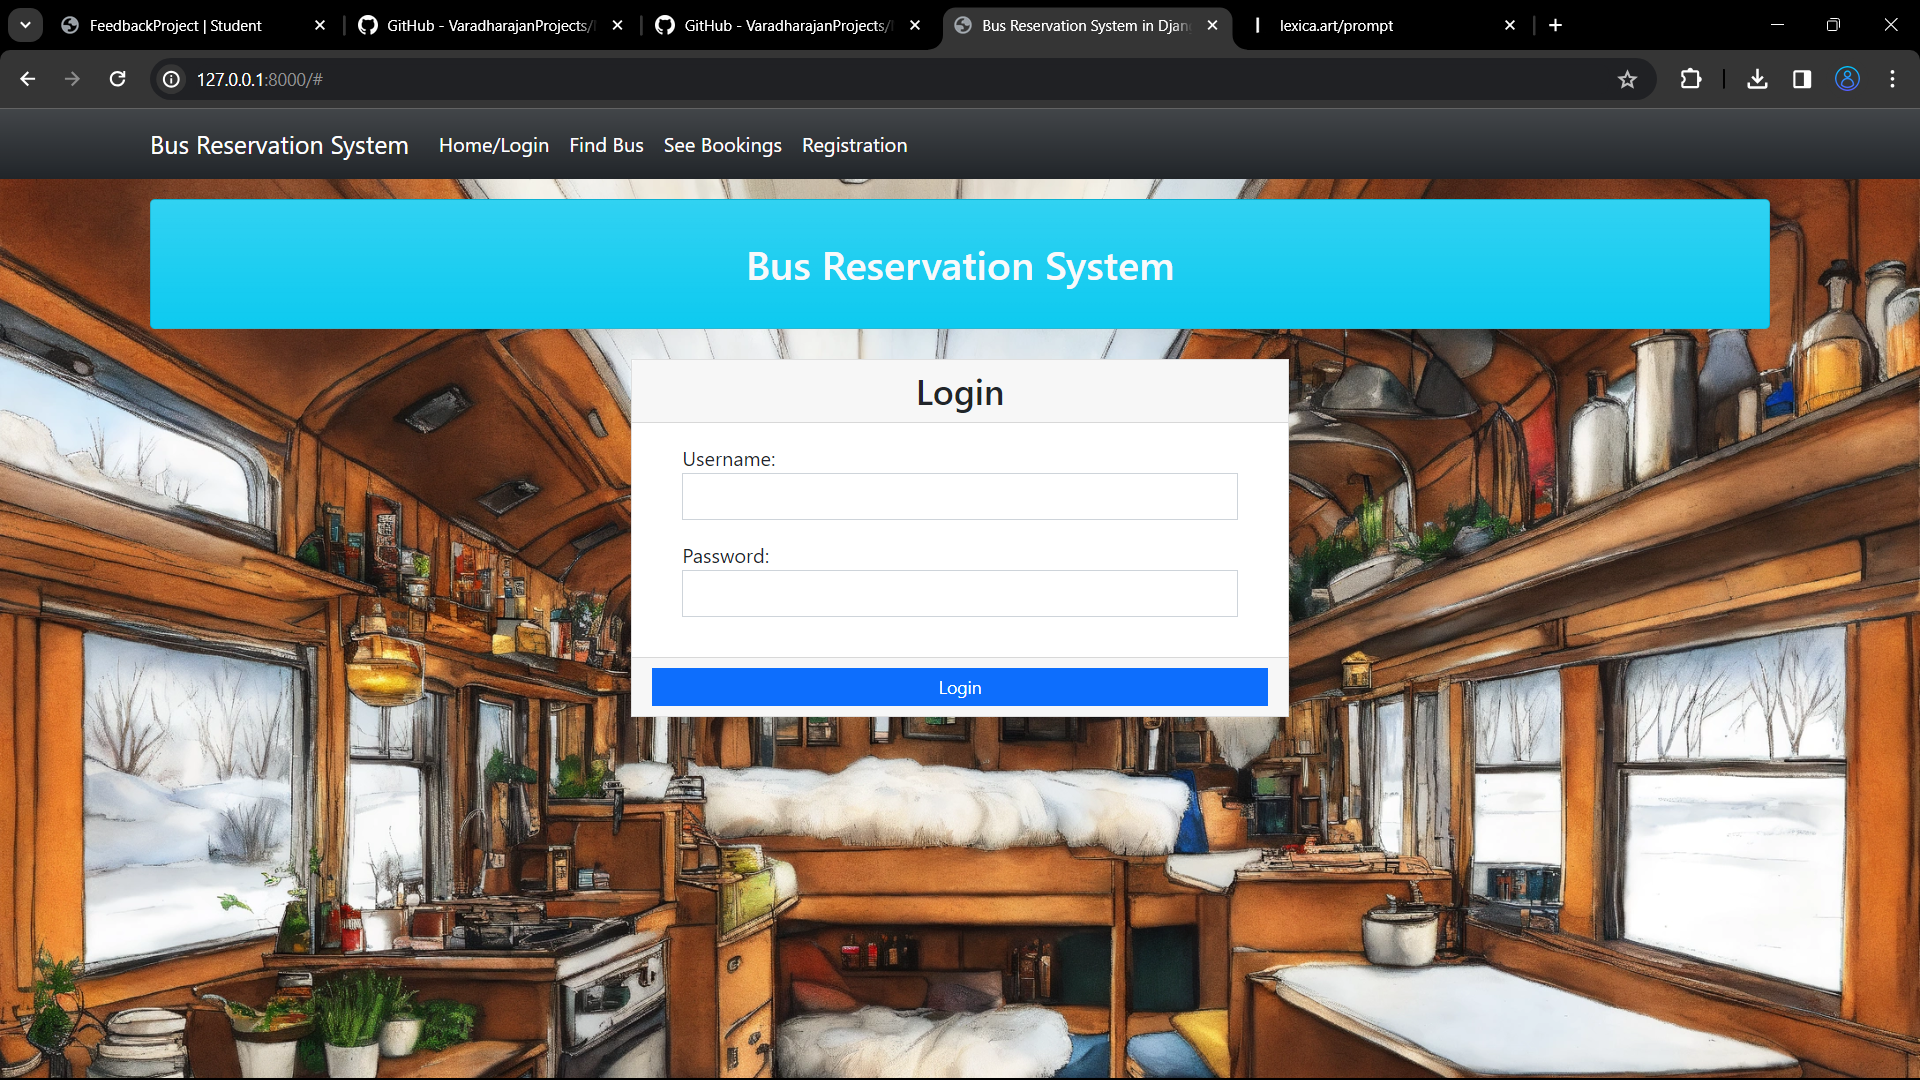 FeedbackProject | Student
GitHub - VaradharajanProjects/
GitHub - VaradharajanProjects/
Bus Reservation System in Djan
lexica.art/prompt
127.0.0.1:8000/#
Bus Reservation System
Home/Login
Find Bus
See Bookings
Registration
Bus Reservation System
Login
Username:
Password:
Login